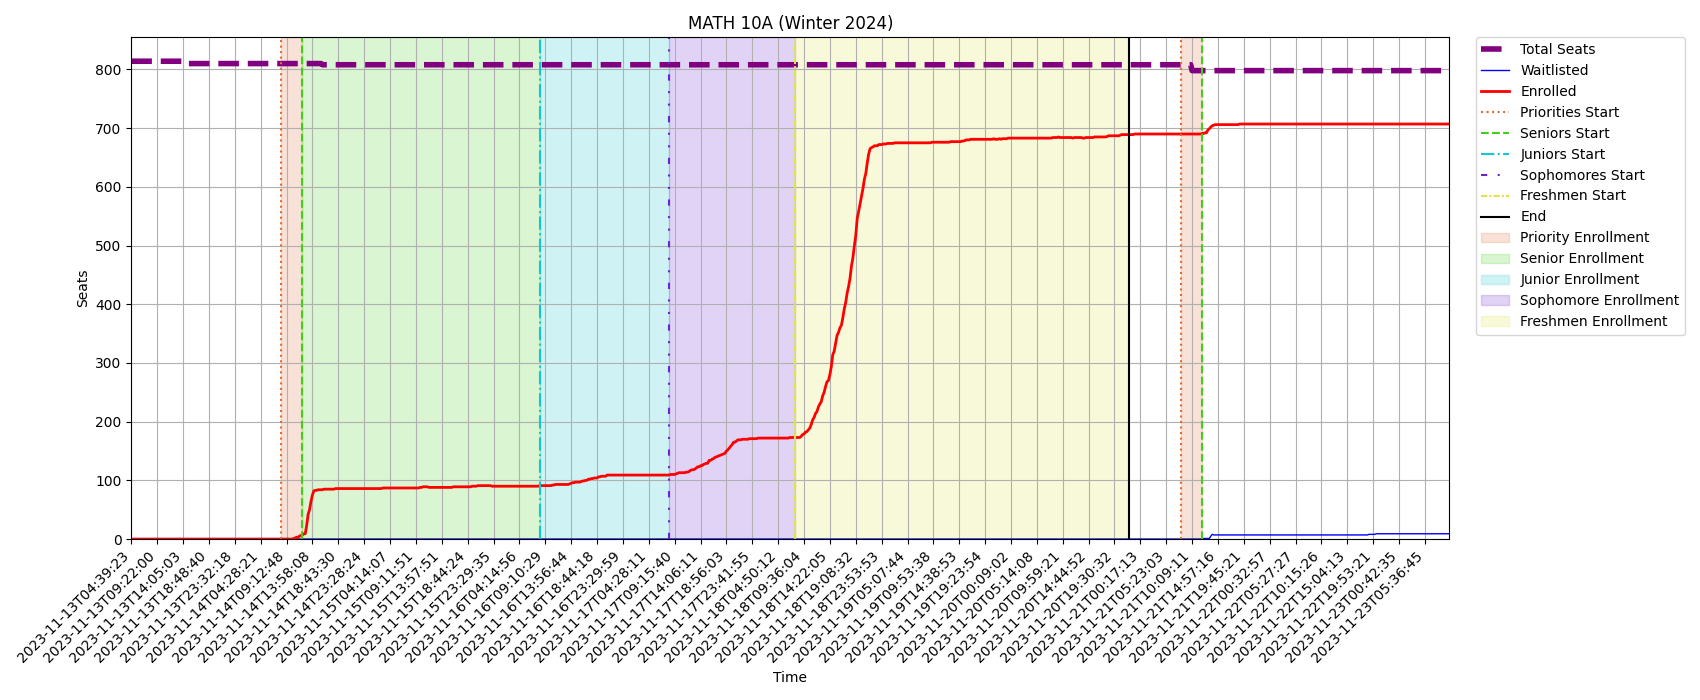 MATH 10A (Winter 2024)
Total Seats
Waitlisted
Enrolled
Priorities Start
Seniors Start
Juniors Start
Sophomores Start
Freshmen Start
End
Priority Enrollment
Senior Enrollment
Junior Enrollment
Sophomore Enrollment
Freshmen Enrollment
Seats
800
700
600
500
400
300
200
100
0
2023-11-13T04:39:23
2023-11-13T09:22:00
2023-11-13T14:05:03
2023-11-13T18:48:40
2023-11-13T23:32:18
2023-11-14T04:28:21
2023-11-14T09:12:48
2023-11-14T13:58:08
2023-11-14T18:43:30
2023-11-14T23:28:24
2023-11-15T04:14:07
2023-11-15T09:11:51
2023-11-15T13:57:51
2023-11-15T18:44:24
2023-11-15T23:29:35
2023-11-16T04:14:56
2023-11-16T09:10:29
2023-11-16T13:56:44
2023-11-16T18:44:18
2023-11-16T23:29:59
2023-11-17T04:28:11
2023-11-17T09:15:40
2023-11-17T14:06:11
2023-11-17T18:56:03
2023-11-17T23:41:55
2023-11-18T04:50:12
2023-11-18T09:36:04
2023-11-18T14:22:05
2023-11-18T19:08:32
2023-11-18T23:53:53
2023-11-19T05:07:44
2023-11-19T09:53:38
2023-11-19T14:38:53
2023-11-19T19:23:54
2023-11-20T00:09:02
2023-11-20T05:14:08
2023-11-20T09:59:21
2023-11-20T14:44:52
2023-11-20T19:30:32
2023-11-21T00:17:13
2023-11-21T05:23:03
2023-11-21T10:09:11
2023-11-21T14:57:16
2023-11-21T19:45:21
2023-11-22T00:32:57
2023-11-22T05:27:27
2023-11-22T10:15:26
2023-11-22T15:04:13
2023-11-22T19:53:21
2023-11-23T00:42:35
2023-11-23T05:36:45
Time